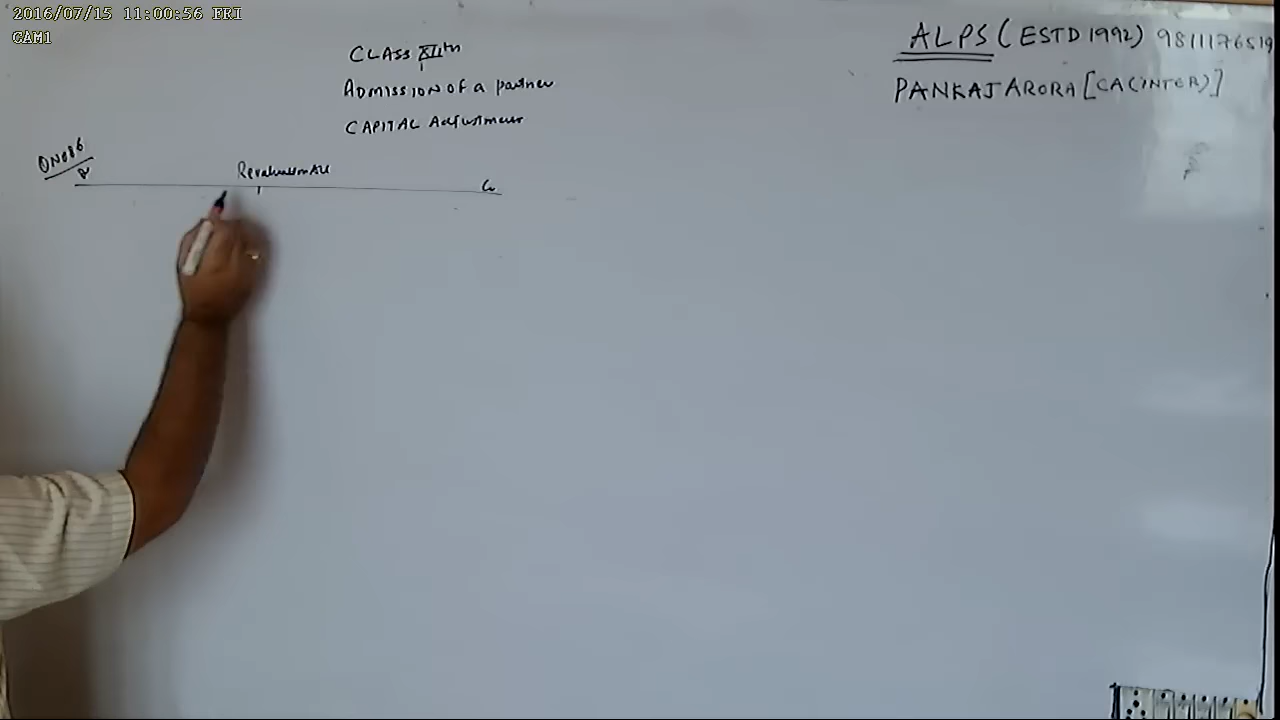 2016/07/15 11:00:56 FRI
CAM1
CLASS XIIth
ADMISSION OF a partner
CAPITAL Adjustment
ALPS (ESTD 1992) 9811176519
PANKAJ ARORA [CA(INTER)]
QNo86
Dr Revaluation A/c Cr